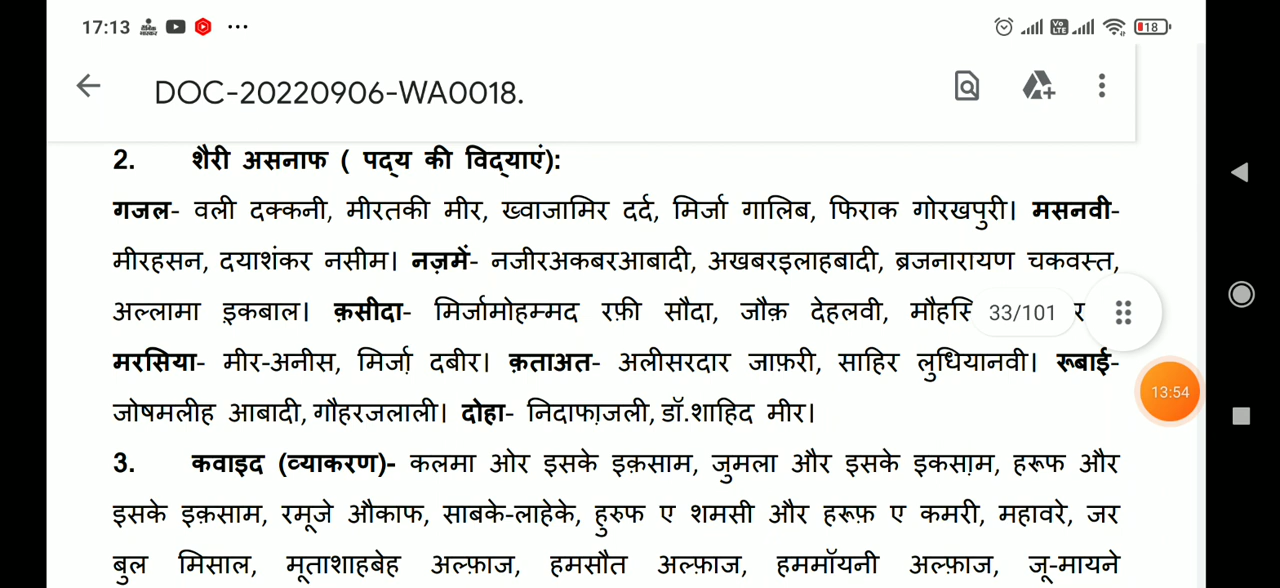 17:13 ... 18
DOC-20220906-WA0018.
2. शैरी असनाफ ( पद्य की विद्याएं):
गजल- वली दक्कनी, मीरतकी मीर, ख्वाजामिर दर्द, मिर्जा गालिब, फिराक गोरखपुरी। मसनवी-
मीरहसन, दयाशंकर नसीम। नज़में- नजीरअकबरआबादी, अखबरइलाहबादी, ब्रजनारायण चकवस्त,
अल्लामा इक़बाल। क़सीदा- मिर्जामोहम्मद रफ़ी सौदा, जौक़ देहलवी, मौहसि 33/101 र
मरसिया- मीर-अनीस, मिर्जा़ दबीर। क़ताअत- अलीसरदार जाफ़री, साहिर लुधियानवी। रूबाई-
13:54
जोषमलीह आबादी, गौहरजलाली। दोहा- निदाफा़जली, डॉ.शाहिद मीर।
3. कवाइद (व्याकरण)- कलमा ओर इसके इक़साम, जुमला और इसके इकसा़म, हरूफ और
इसके इक़साम, रमूजे औकाफ, साबके-लाहेके, हुरुफ ए शमसी और हरूफ़ ए कमरी, महावरे, जर
बुल मिसाल, मूताशाहबेह अल्फ़ाज, हमसौत अल्फ़ाज, हममॉयनी अल्फ़ाज, जू-मायने